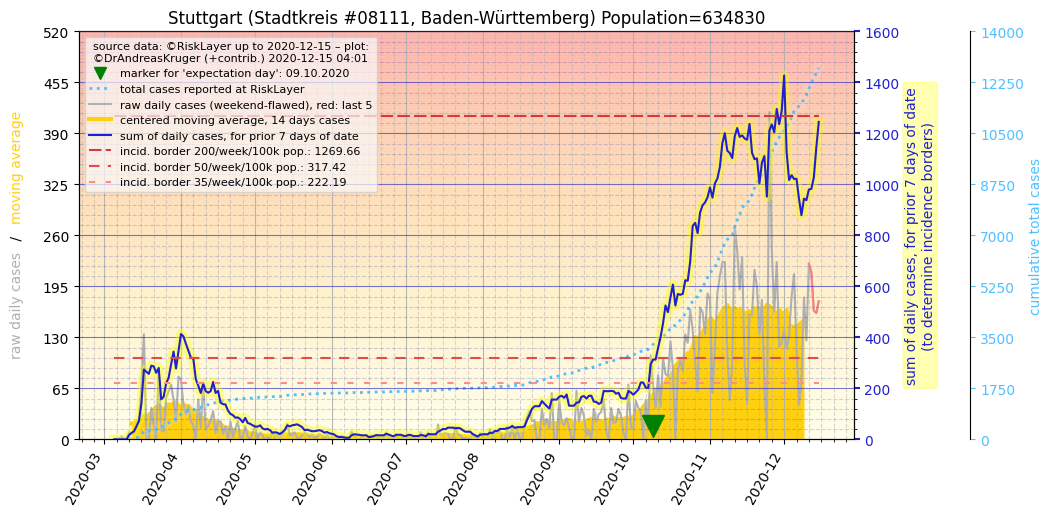 Stuttgart (Stadtkreis #08111, Baden-Württemberg) Population=634830
source data: ©RiskLayer up to 2020-12-15 – plot:
©DrAndreasKruger (+contrib.) 2020-12-15 04:01
marker for 'expectation day': 09.10.2020
total cases reported at RiskLayer
raw daily cases (weekend-flawed), red: last 5
centered moving average, 14 days cases
sum of daily cases, for prior 7 days of date
incid. border 200/week/100k pop.: 1269.66
incid. border 50/week/100k pop.: 317.42
incid. border 35/week/100k pop.: 222.19
raw daily cases / moving average
520
455
390
325
260
195
130
65
0
1600
1400
1200
1000
800
600
400
200
0
sum of daily cases, for prior 7 days of date
(to determine incidence borders)
14000
12250
10500
8750
7000
5250
3500
1750
0
cumulative total cases
2020-03
2020-04
2020-05
2020-06
2020-07
2020-08
2020-09
2020-10
2020-11
2020-12